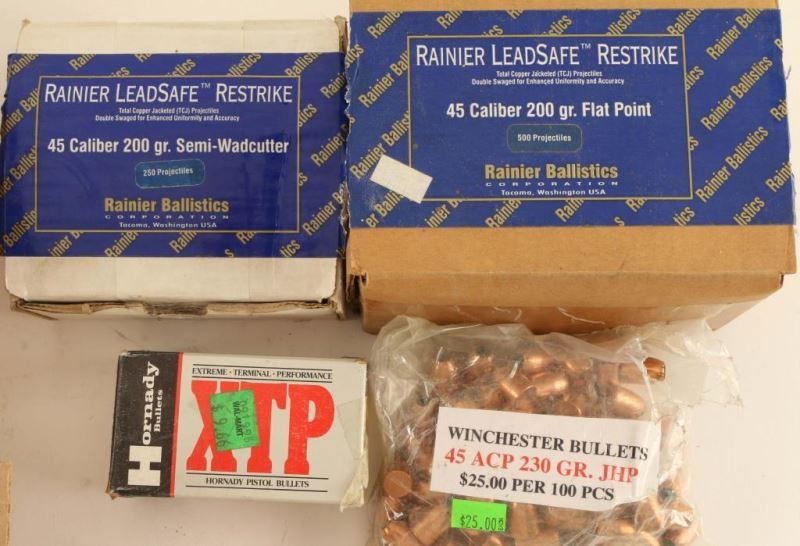 RAINIER LEADSAFE™ RESTRIKE
Total Copper Jacketed (TCJ) Projectiles
Double Swaged for Enhanced Uniformity and Accuracy
45 Caliber 200 gr. Semi-Wadcutter
250 Projectiles
Rainier Ballistics
CORPORATION
Tacoma, Washington USA
RAINIER LEADSAFE™ RESTRIKE
Total Copper Jacketed (TCJ) Projectiles
Double Swaged for Enhanced Uniformity and Accuracy
45 Caliber 200 gr. Flat Point
500 Projectiles
Rainier Ballistics
CORPORATION
Tacoma, Washington USA
Hornady
Bullets
EXTREME · TERMINAL · PERFORMANCE
XTP
WALMART
$ 9.66
HORNADY PISTOL BULLETS
WINCHESTER BULLETS
45 ACP 230 GR. JHP
$25.00 PER 100 PCS
$25.00